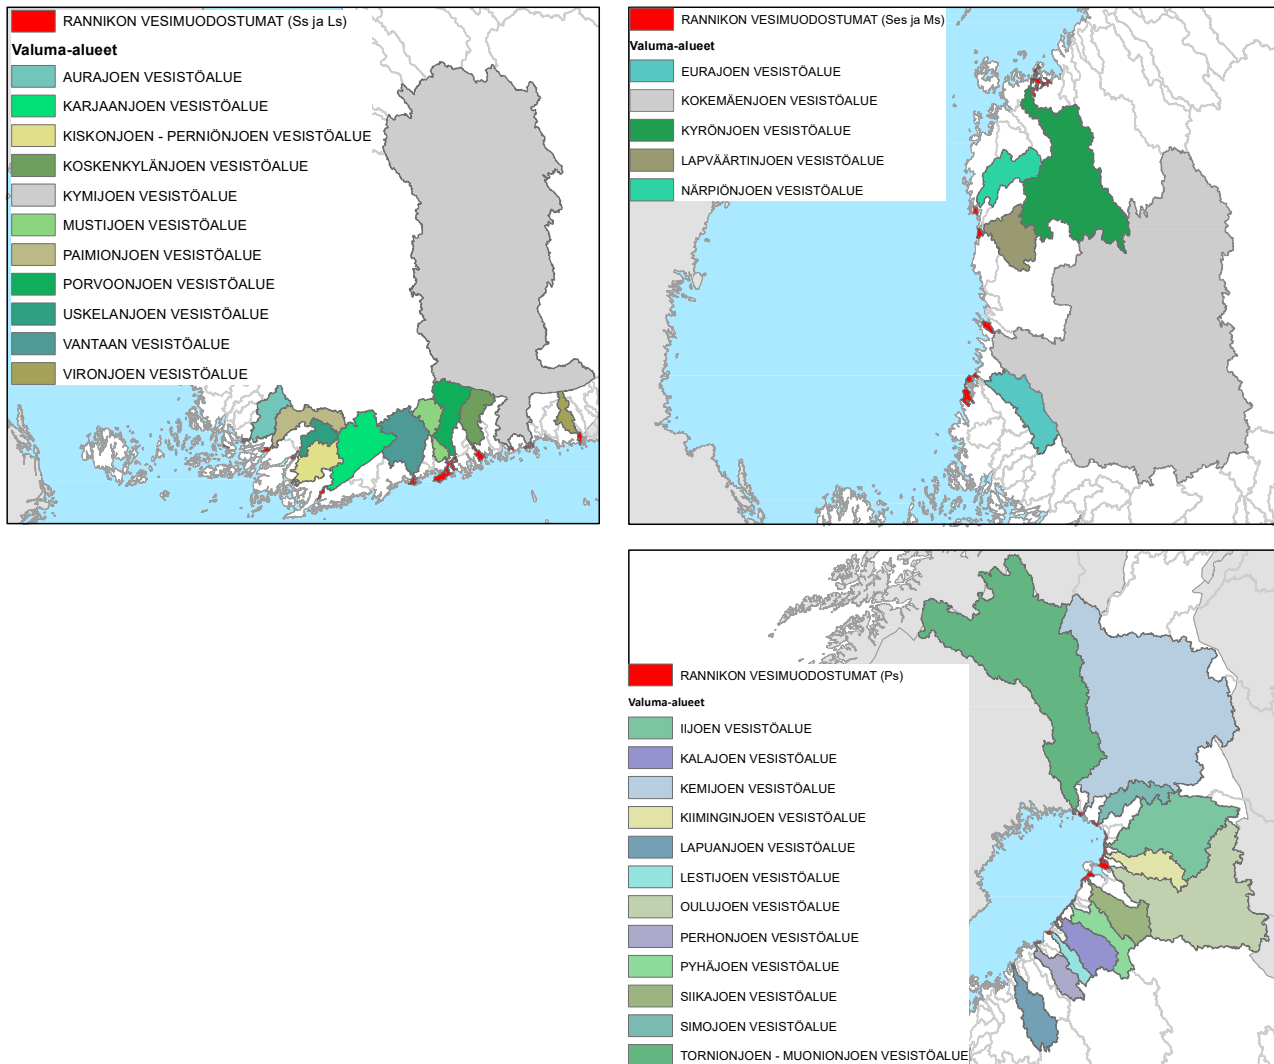 RANNIKON VESIMUODOSTUMAT (Ss ja Ls)
Valuma-alueet
AURAJOEN VESISTÖALUE
KARJAANJOEN VESISTÖALUE
KISKONJOEN - PERNIÖNJOEN VESISTÖALUE
KOSKENKYLÄNJOEN VESISTÖALUE
KYMIJOEN VESISTÖALUE
MUSTIJOEN VESISTÖALUE
PAIMIONJOEN VESISTÖALUE
PORVOONJOEN VESISTÖALUE
USKELANJOEN VESISTÖALUE
VANTAAN VESISTÖALUE
VIRONJOEN VESISTÖALUE
RANNIKON VESIMUODOSTUMAT (Ses ja Ms)
Valuma-alueet
EURAJOEN VESISTÖALUE
KOKEMÄENJOEN VESISTÖALUE
KYRÖNJOEN VESISTÖALUE
LAPVÄÄRTINJOEN VESISTÖALUE
NÄRPIÖNJOEN VESISTÖALUE
RANNIKON VESIMUODOSTUMAT (Ps)
Valuma-alueet
IIJOEN VESISTÖALUE
KALAJOEN VESISTÖALUE
KEMIJOEN VESISTÖALUE
KIIMINGINJOEN VESISTÖALUE
LAPUANJOEN VESISTÖALUE
LESTIJOEN VESISTÖALUE
OULUJOEN VESISTÖALUE
PERHONJOEN VESISTÖALUE
PYHÄJOEN VESISTÖALUE
SIIKAJOEN VESISTÖALUE
SIMOJOEN VESISTÖALUE
TORNIONJOEN - MUONIONJOEN VESISTÖALUE